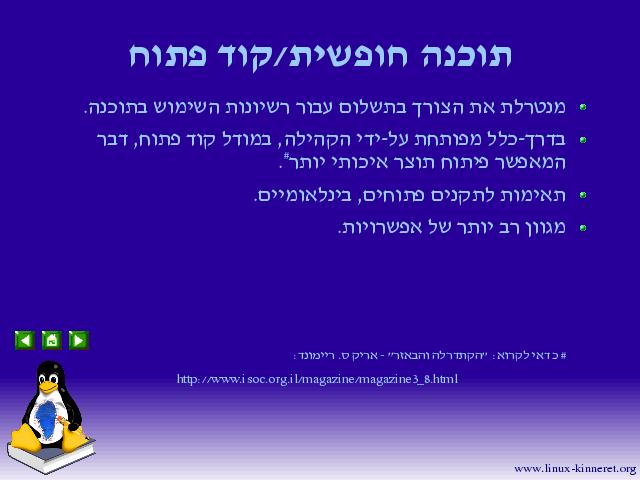 תוכנה חופשית/קוד פתוח
מנטרלת את הצורך בתשלום עבור רשיונות השימוש בתוכנה.
בדרך-כלל מפותחת על-ידי הקהילה, במודל קוד פתוח, דבר
המאפשר פיתוח תוצר איכותי יותר#.
תאימות לתקנים פתוחים, בינלאומיים.
מגוון רב יותר של אפשרויות.
# כדאי לקרוא: "הקתדרלה והבאזר" - אריק ס. ריימונד:
http://www.isoc.org.il/magazine/magazine3_8.html
www.linux-kinneret.org